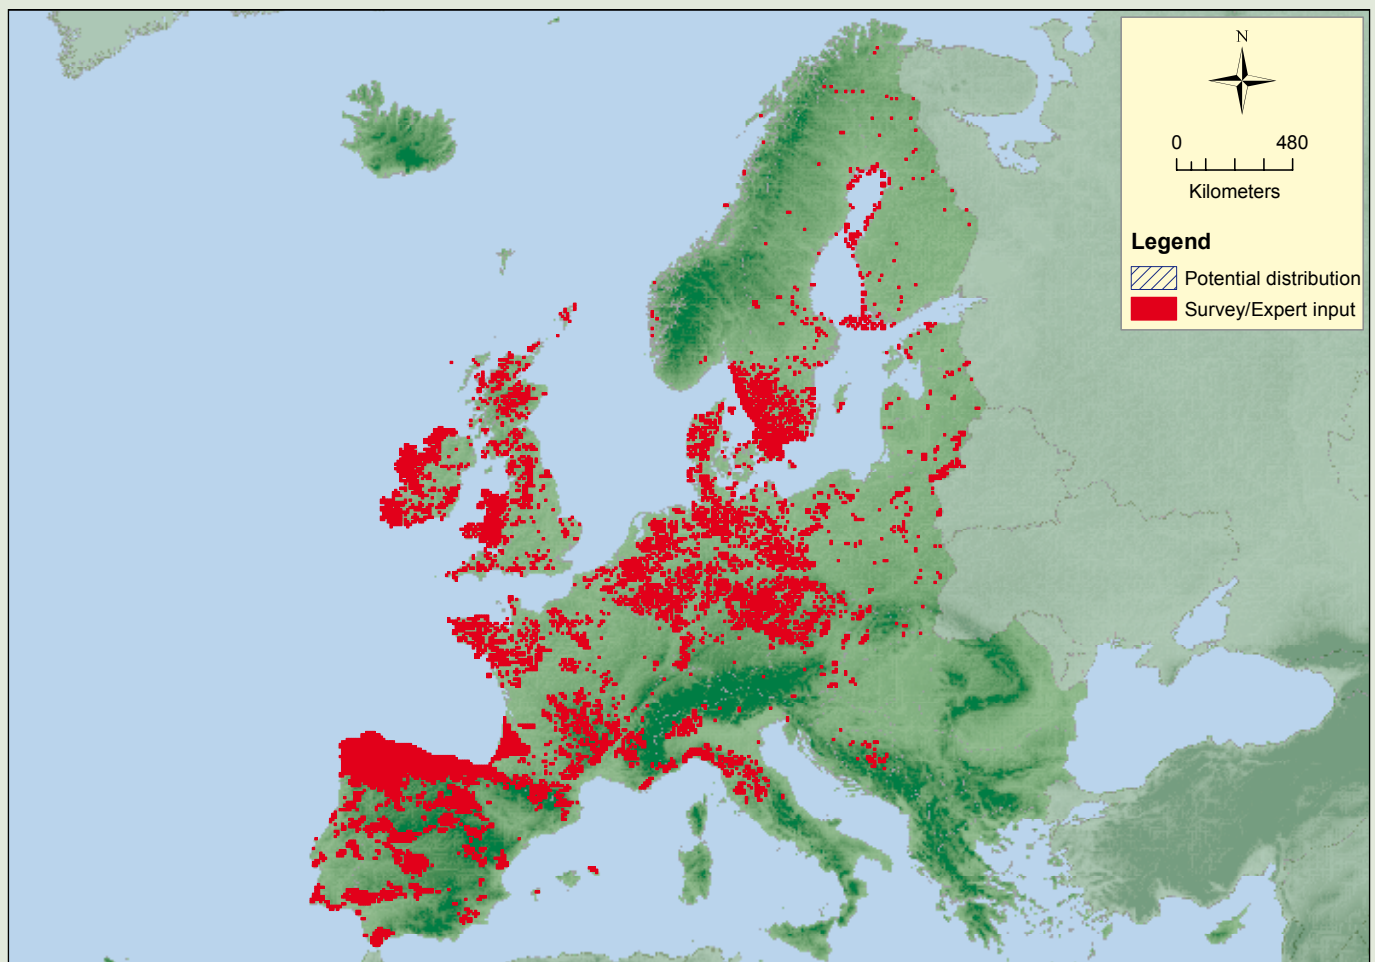 N
0 480
Kilometers
Legend
Potential distribution
Survey/Expert input